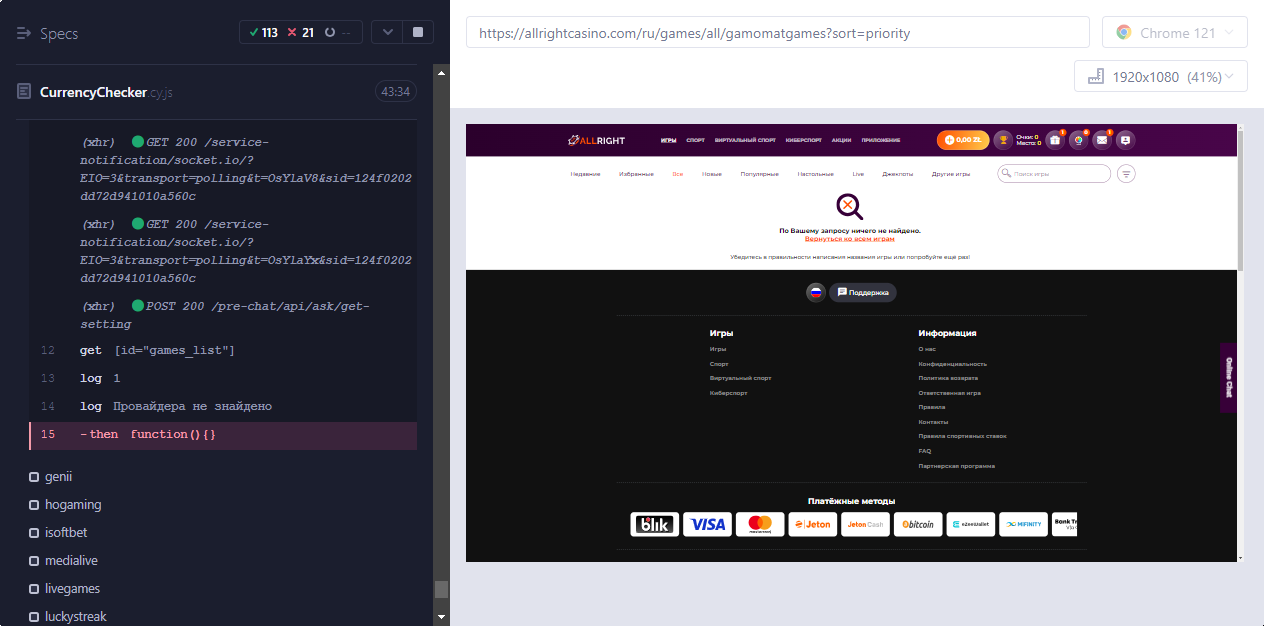 Specs
113
21
--
CurrencyChecker.cy.js
43:34
(xhr) GET 200 /service-
notification/socket.io/?
EIO=3&transport=polling&t=OsYlaV8&sid=124f0202
dd72d941010a560c
(xhr) GET 200 /service-
notification/socket.io/?
EIO=3&transport=polling&t=OsYlaYx&sid=124f0202
dd72d941010a560c
(xhr) POST 200 /pre-chat/api/ask/get-
setting
12 get [id="games_list"]
13 log 1
14 log Провайдера не знайдено
15 -then function(){}
genii
hogaming
isoftbet
medialive
livegames
luckystreak
https://allrightcasino.com/ru/games/all/gamomatgames?sort=priority
Chrome 121
1920x1080 (41%)
ALLRIGHT
ИГРЫ
СПОРТ
ВИРТУАЛЬНЫЙ СПОРТ
КИБЕРСПОРТ
АКЦИИ
ПРИЛОЖЕНИЕ
0,00 ZŁ
Очки: 0
Место: 0
Недавние
Избранные
Все
Новые
Популярные
Настольные
Live
Джекпоты
Другие игры
Поиск игры
По Вашему запросу ничего не найдено.
Вернуться ко всем играм
Убедитесь в правильности написания названия игры или попробуйте ещё раз!
Поддержка
Игры
Игры
Спорт
Виртуальный спорт
Киберспорт
Информация
О нас
Конфиденциальность
Политика возврата
Ответственная игра
Правила
Контакты
Правила спортивных ставок
FAQ
Партнерская программа
Online Chat
Платёжные методы
blik
VISA
mastercard
Jeton
Jeton Cash
bitcoin
eZeeWallet
MIFINITY
Bank Tr